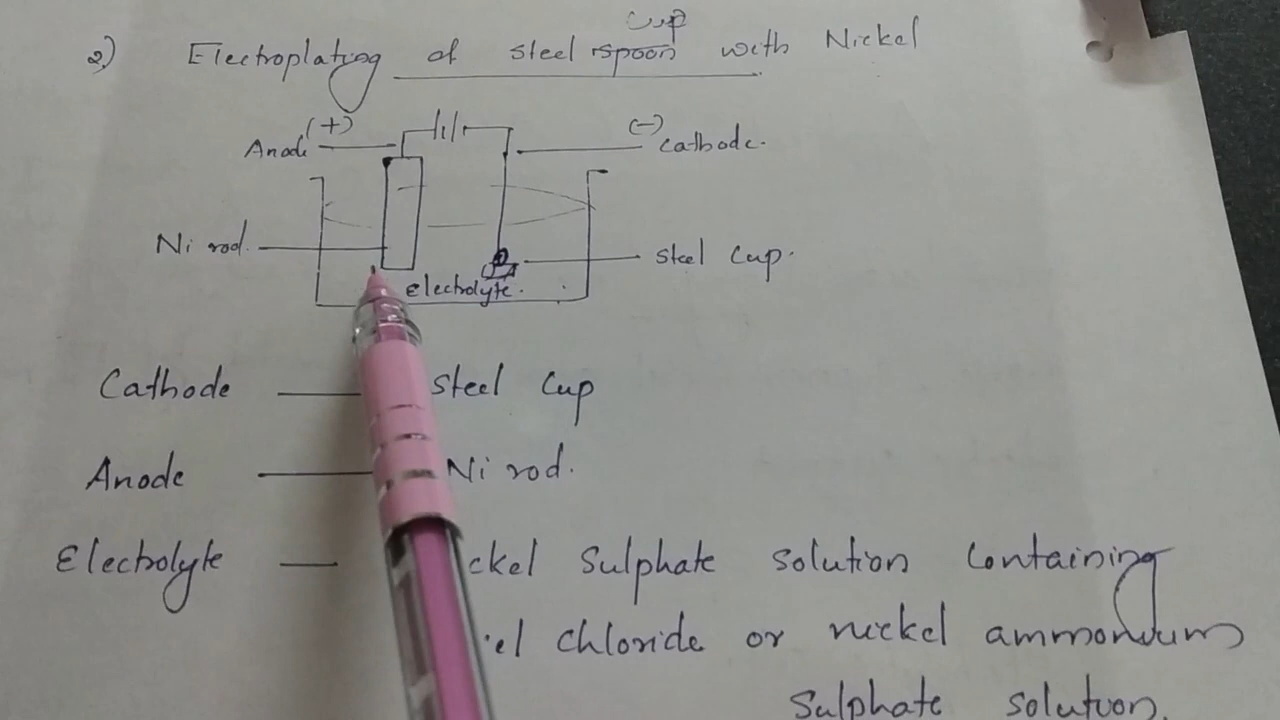 Cup
2) Electroplating of steel spoon with Nickel
(+) (-)
Anode Cathode.
Ni rod. Steel Cup.
Electrolyte.
Cathode — Steel Cup
Anode — Ni rod.
Electrolyte — ckel Sulphate solution Containing
el chloride or nickel ammonium
Sulphate solution.